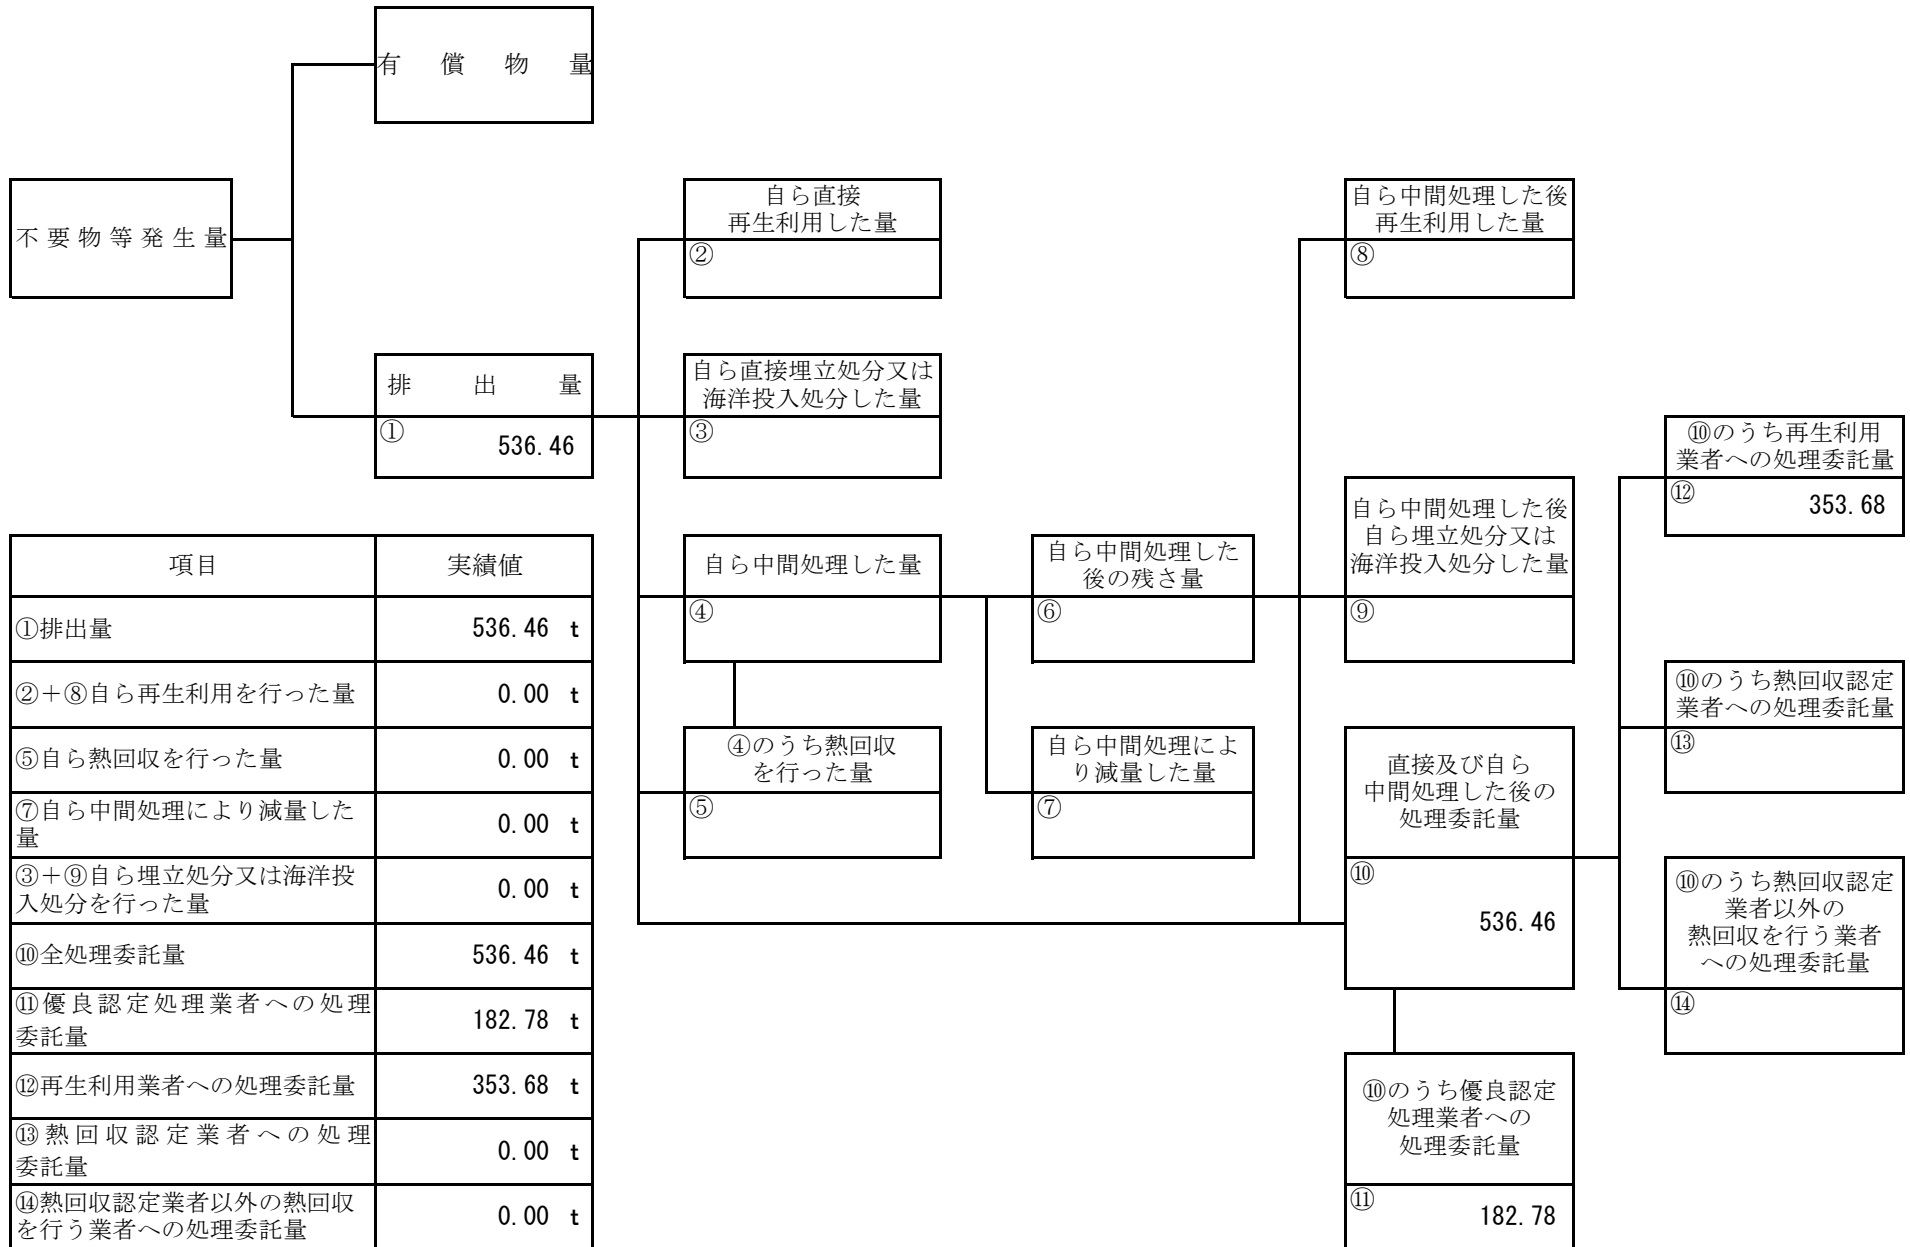 有償物量
不要物等発生量
自ら直接
再生利用した量
②
自ら中間処理した後
再生利用した量
⑧
排出量
①
536.46
自ら直接埋立処分又は
海洋投入処分した量
③
⑩のうち再生利用
業者への処理委託量
⑫
353.68
自ら中間処理した量
④
自ら中間処理した
後の残さ量
⑥
自ら中間処理した後
自ら埋立処分又は
海洋投入処分した量
⑨
⑩のうち熱回収認定
業者への処理委託量
⑬
④のうち熱回収
を行った量
⑤
自ら中間処理によ
り減量した量
⑦
直接及び自ら
中間処理した後の
処理委託量
⑩
536.46
⑩のうち熱回収認定
業者以外の
熱回収を行う業者
への処理委託量
⑭
⑩のうち優良認定
処理業者への
処理委託量
⑪
182.78
項目 実績値
①排出量 536.46 t
②+⑧自ら再生利用を行った量 0.00 t
⑤自ら熱回収を行った量 0.00 t
⑦自ら中間処理により減量した
量 0.00 t
③+⑨自ら埋立処分又は海洋投
入処分を行った量 0.00 t
⑩全処理委託量 536.46 t
⑪優良認定処理業者への処理
委託量 182.78 t
⑫再生利用業者への処理委託量 353.68 t
⑬熱回収認定業者への処理
委託量 0.00 t
⑭熱回収認定業者以外の熱回収
を行う業者への処理委託量 0.00 t